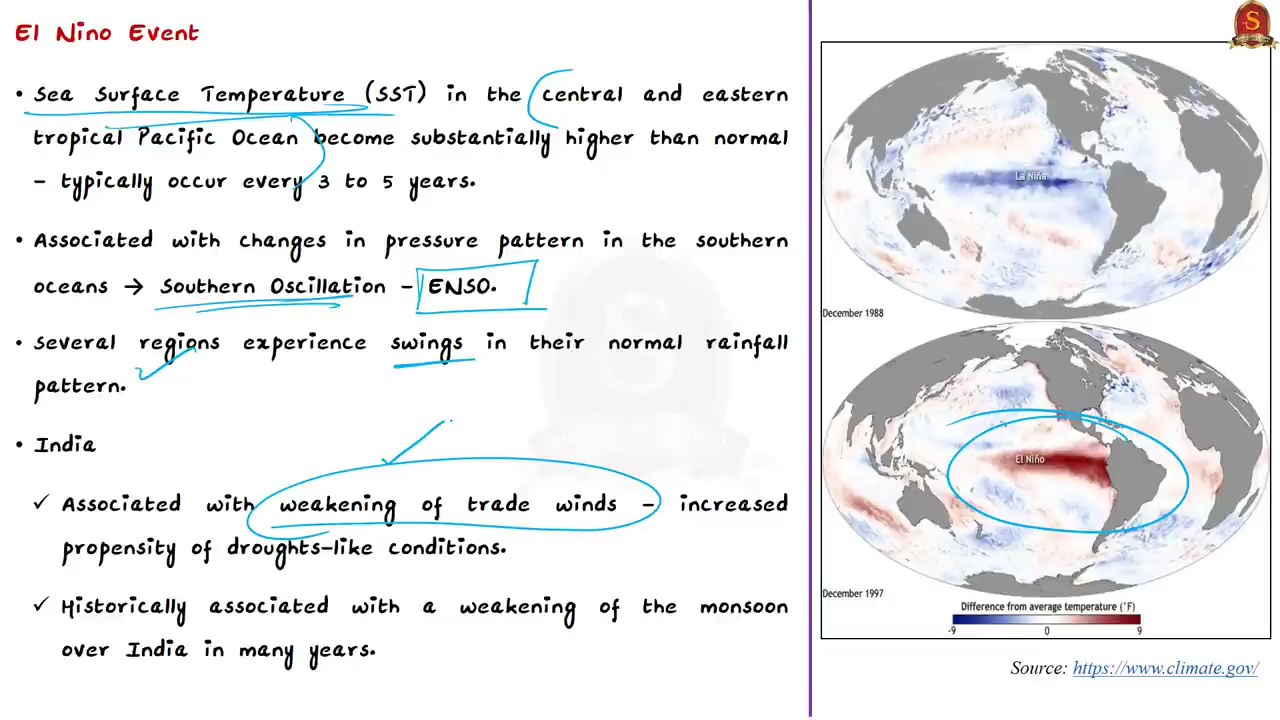 El Nino Event
• Sea Surface Temperature (SST) in the central and eastern
tropical Pacific Ocean become substantially higher than normal
– typically occur every 3 to 5 years.
• Associated with changes in pressure pattern in the southern
oceans → Southern Oscillation – ENSO.
• Several regions experience swings in their normal rainfall
pattern.
• India
✓ Associated with weakening of trade winds – increased
propensity of droughts-like conditions.
✓ Historically associated with a weakening of the monsoon
over India in many years.
S
La Niña
December 1988
El Niño
December 1997
Difference from average temperature (°F)
-9 0 9
Source: https://www.climate.gov/